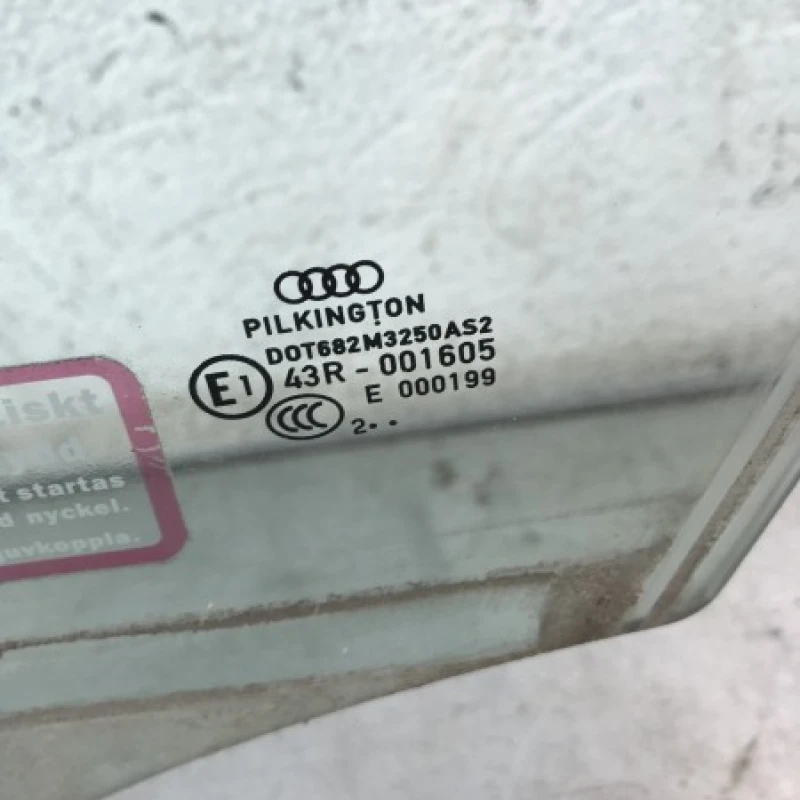 PILKINGTON
DOT682M3250AS2
E1
43R - 001605
E 000199
CCC
2· ·
startas
nyckel.